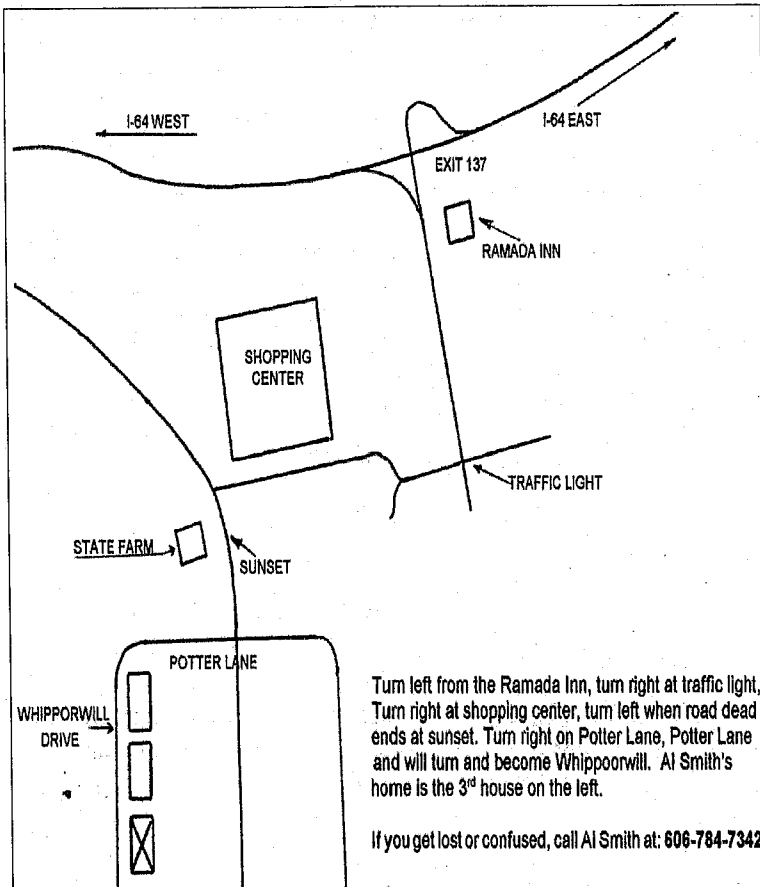 I-64 WEST
I-64 EAST
EXIT 137
RAMADA INN
SHOPPING
CENTER
TRAFFIC LIGHT
STATE FARM
SUNSET
POTTER LANE
WHIPPORWILL
DRIVE
Turn left from the Ramada Inn, turn right at traffic light,
Turn right at shopping center, turn left when road dead
ends at sunset. Turn right on Potter Lane, Potter Lane
and will turn and become Whippoorwill. Al Smith's
home is the 3rd house on the left.
If you get lost or confused, call Al Smith at: 606-784-7342